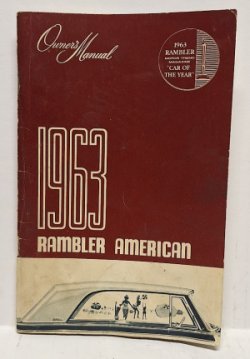 Owner's Manual
1963
RAMBLER
"CAR OF
THE YEAR"
1963
RAMBLER AMERICAN